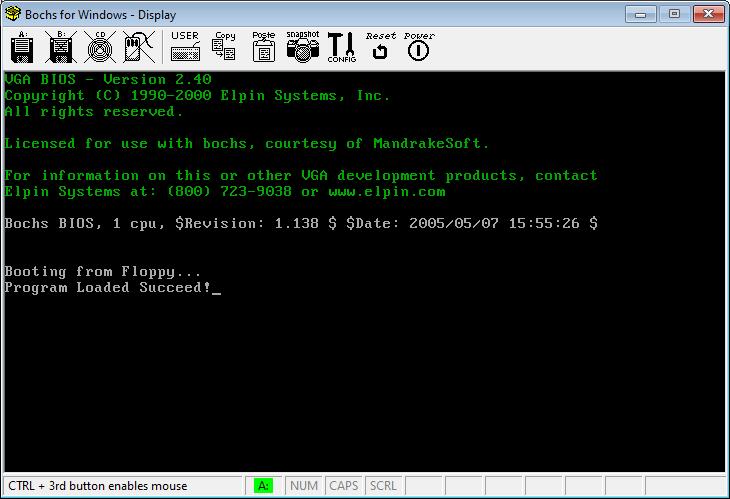 Bochs for Windows - Display
A: B: CD USER Copy Paste snapshot CONFIG Reset Power
VGA BIOS - Version 2.40
Copyright (C) 1990-2000 Elpin Systems, Inc.
All rights reserved.
Licensed for use with bochs, courtesy of MandrakeSoft.
For information on this or other VGA development products, contact
Elpin Systems at: (800) 723-9038 or www.elpin.com
Bochs BIOS, 1 cpu, $Revision: 1.138 $ $Date: 2005/05/07 15:55:26 $
Booting from Floppy...
Program Loaded Succeed!_
CTRL + 3rd button enables mouse A: NUM CAPS SCRL